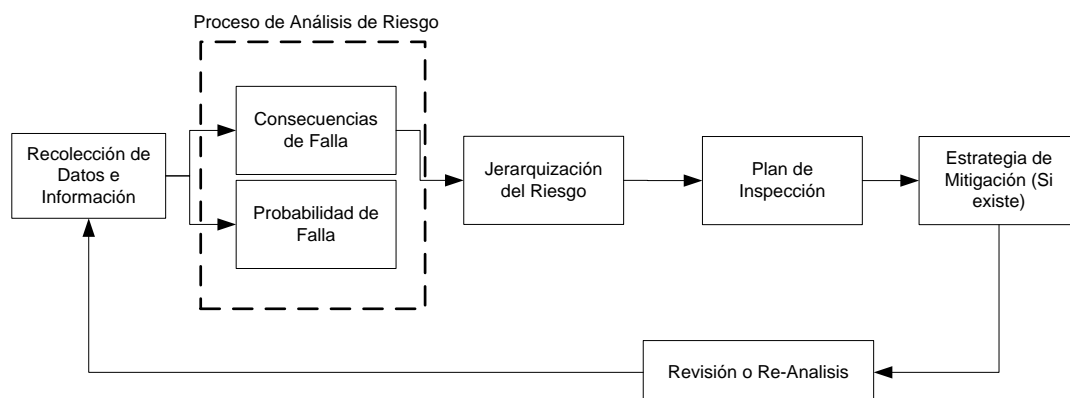 Proceso de Análisis de Riesgo
Consecuencias
de Falla
Recolección de
Datos e
Información
Probabilidad de
Falla
Jerarquización
del Riesgo
Plan de
Inspección
Estrategia de
Mitigación (Si
existe)
Revisión o Re-Analisis